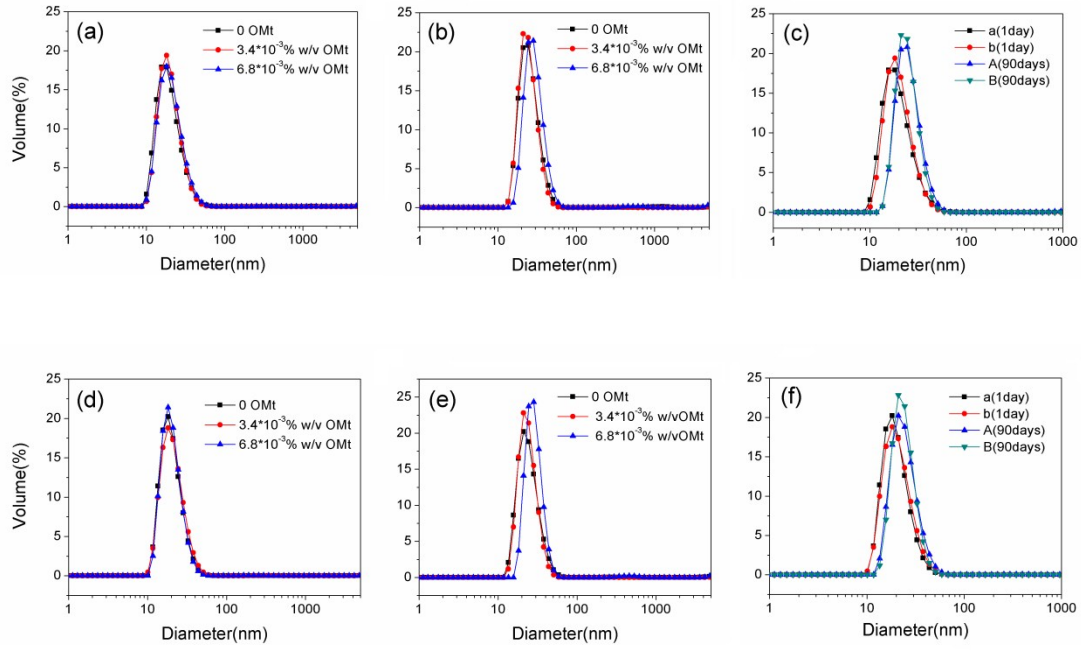 (a)
0 OMt
3.4*10⁻³% w/v OMt
6.8*10⁻³% w/v OMt
25
20
15
10
5
0
Volume(%)
1 10 100 1000
Diameter(nm)
(b)
0 OMt
3.4*10⁻³% w/v OMt
6.8*10⁻³% w/v OMt
25
20
15
10
5
0
1 10 100 1000
Diameter(nm)
(c)
a(1day)
b(1day)
A(90days)
B(90days)
25
20
15
10
5
0
1 10 100 1000
Diameter(nm)
(d)
0 OMt
3.4*10⁻³% w/v OMt
6.8*10⁻³% w/v OMt
25
20
15
10
5
0
Volume(%)
1 10 100 1000
Diameter(nm)
(e)
0 OMt
3.4*10⁻³% w/vOMt
6.8*10⁻³% w/vOMt
25
20
15
10
5
0
1 10 100 1000
Diameter(nm)
(f)
a(1day)
b(1day)
A(90days)
B(90days)
25
20
15
10
5
0
1 10 100 1000
Diameter(nm)